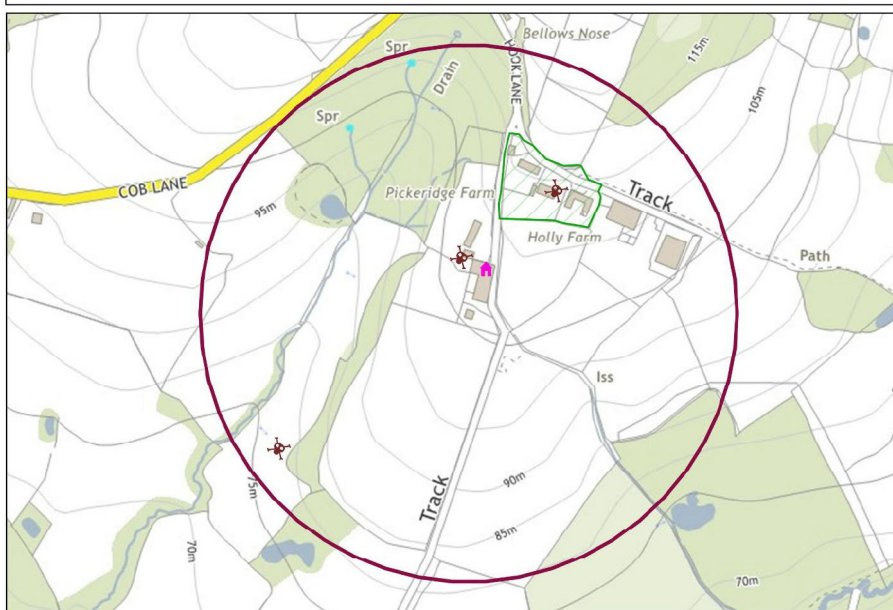 Bellows Nose
Spr
HOOK LANE
115m
Drain
105m
Spr
COB LANE
Track
Pickeridge Farm
95m
Holly Farm
Path
Iss
90m
75m
Track
85m
70m
70m